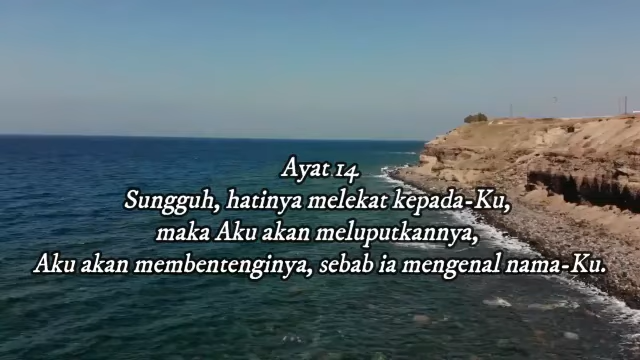 Ayat 14
Sungguh, hatinya melekat kepada-Ku,
maka Aku akan meluputkannya,
Aku akan membentenginya, sebab ia mengenal nama-Ku.